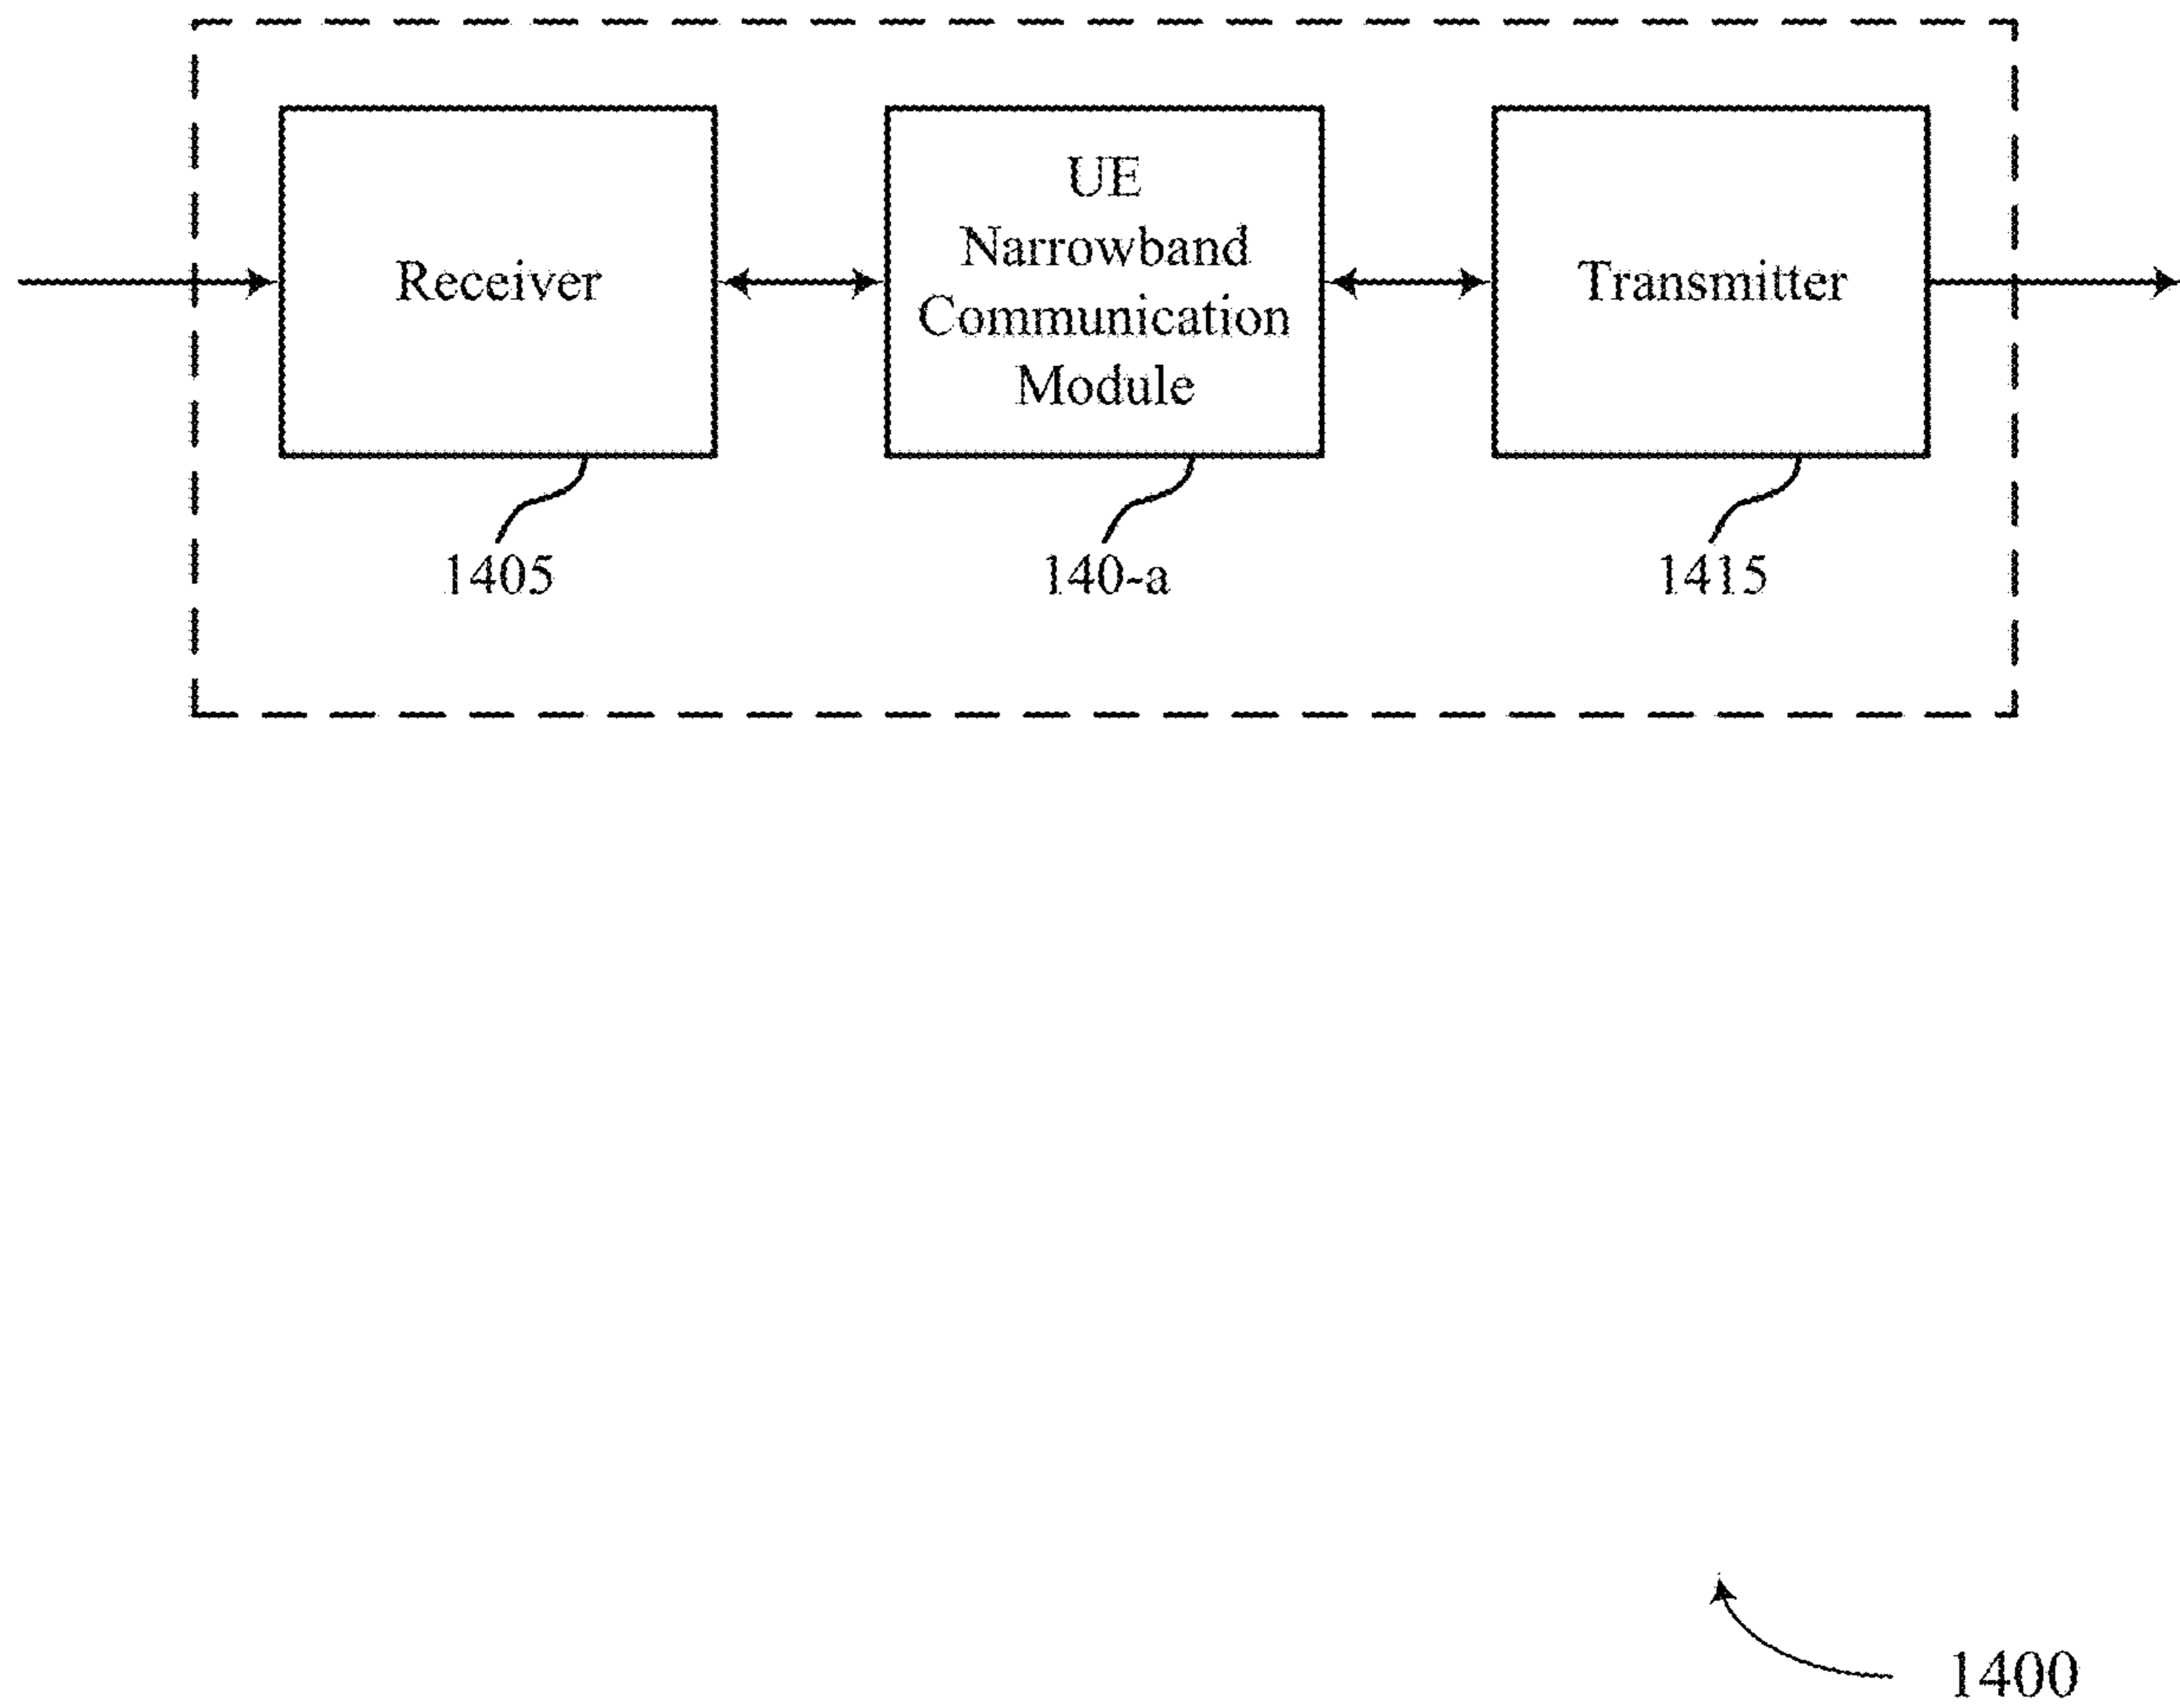 Receiver
UE
Narrowband
Communication
Module
Transmitter
1405
140-a
1415
1400